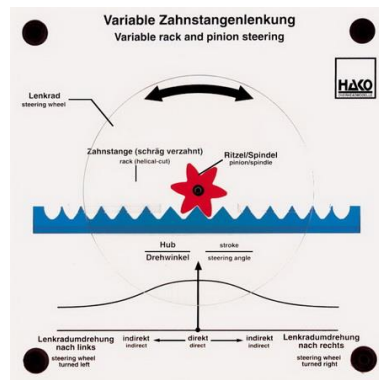 Variable Zahnstangenlenkung
Variable rack and pinion steering
HAKO
Lenkrad
steering wheel
Zahnstange (schräg verzahnt)
rack (helical-cut)
Ritzel/Spindel
pinion/spindle
Hub
stroke
Drehwinkel
steering angle
Lenkradumdrehung
nach links
steering wheel
turned left
indirekt
indirect
direkt
direct
indirekt
indirect
Lenkradumdrehung
nach rechts
steering wheel
turned right